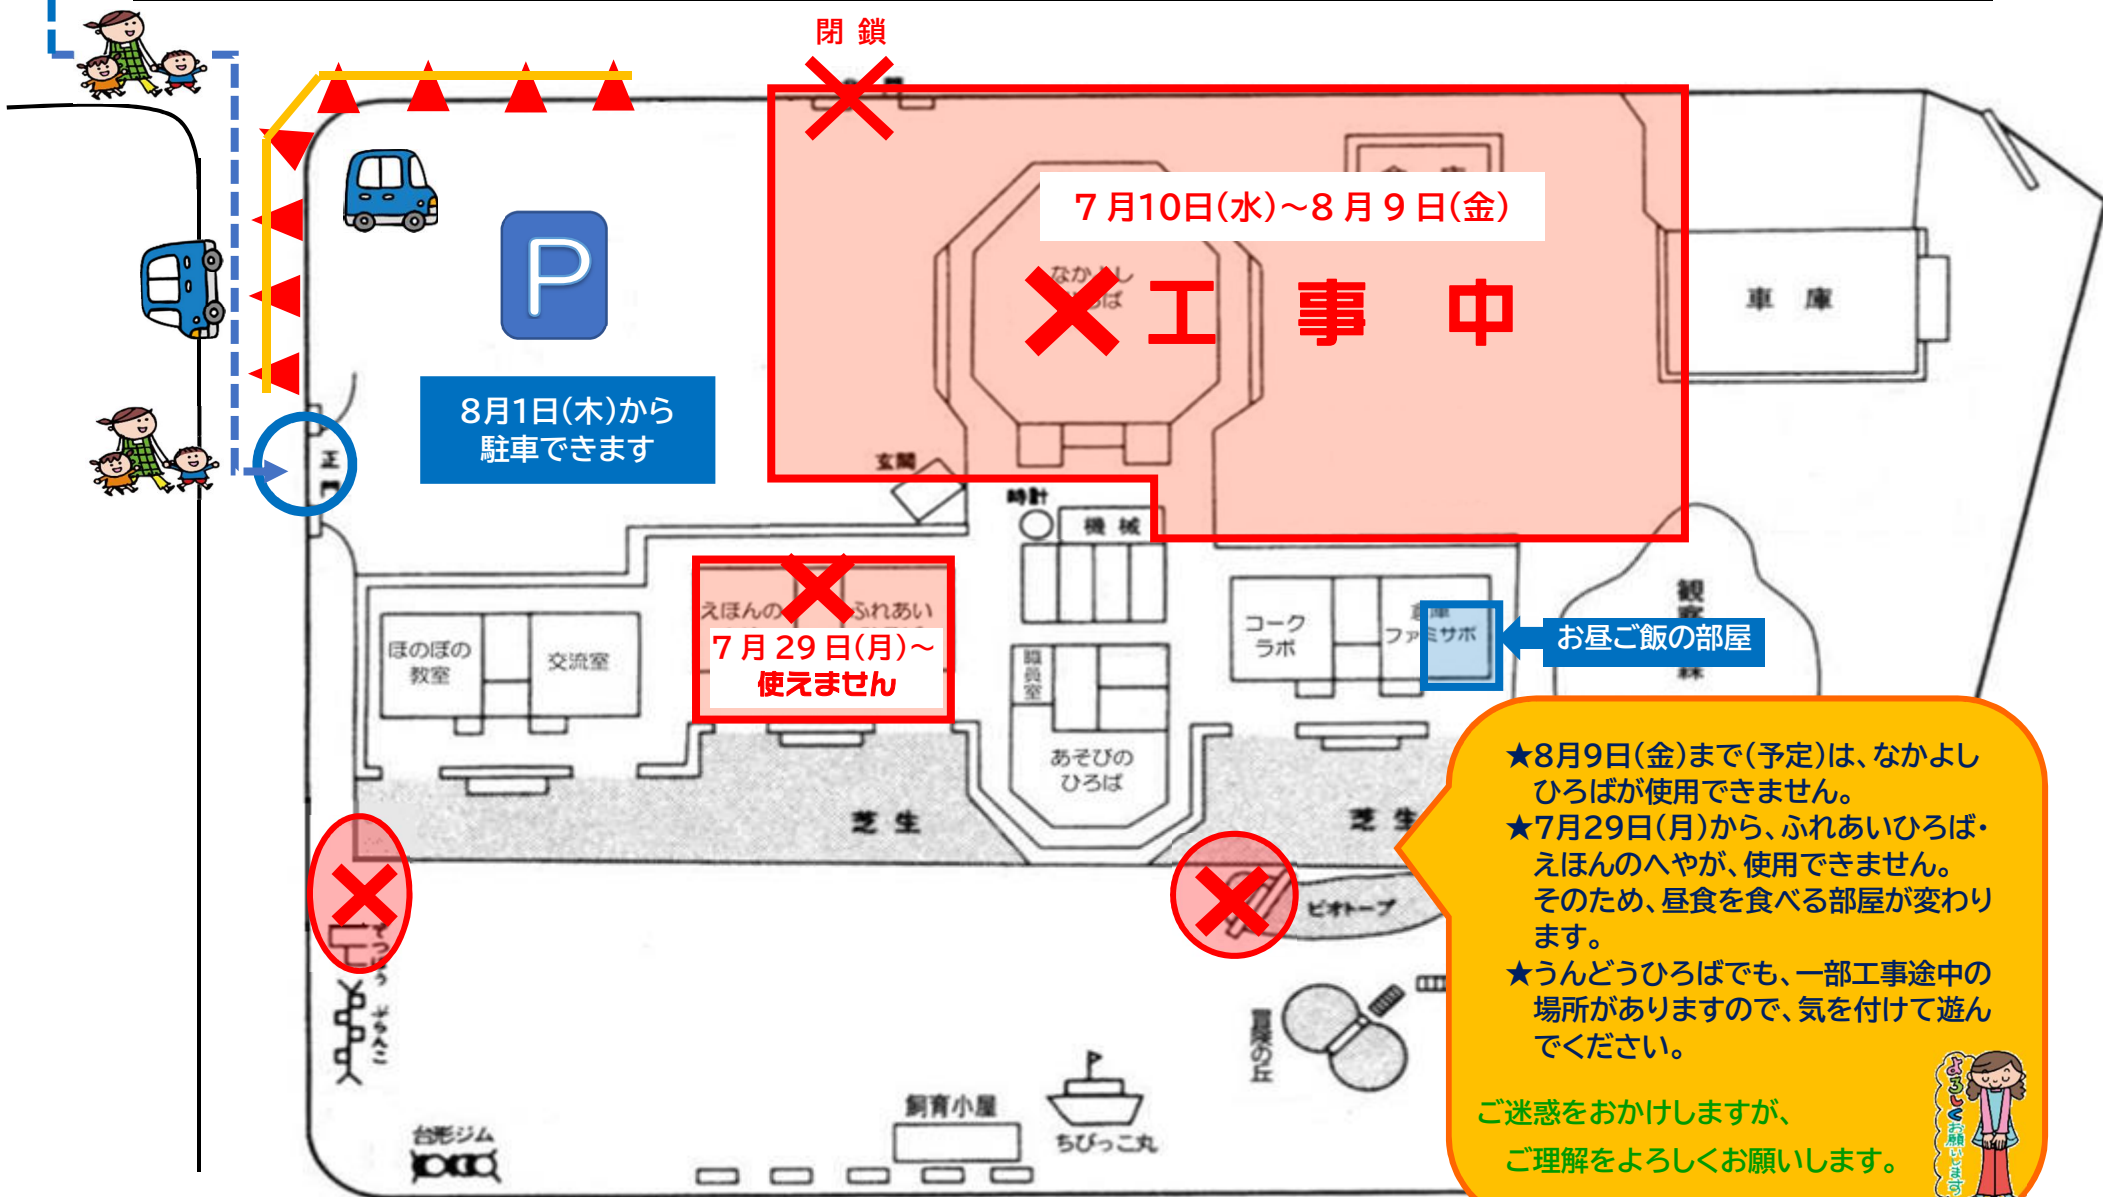 閉 鎖
7月10日(水)～8月9日(金)
工 事 中
なかよし
車 庫
P
8月1日(木)から
駐車できます
正門
玄関
時計
機 械
えほんの
ふれあい
7月29日(月)～
使えません
ほのぼの
教室
交流室
職員室
コーク
ラボ
倉庫
ファミサポ
お昼ご飯の部屋
あそびの
ひろば
芝 生
芝 生
ビオトープ
てつぼう
ぶらんこ
冒険の丘
飼育小屋
ちびっこ丸
台形ジム
★8月9日(金)まで(予定)は、なかよし
ひろばが使用できません。
★7月29日(月)から、ふれあいひろば・
えほんのへやが、使用できません。
そのため、昼食を食べる部屋が変わり
ます。
★うんどうひろばでも、一部工事途中の
場所がありますので、気を付けて遊ん
でください。
ご迷惑をおかけしますが、
ご理解をよろしくお願いします。
よろしくお願いします